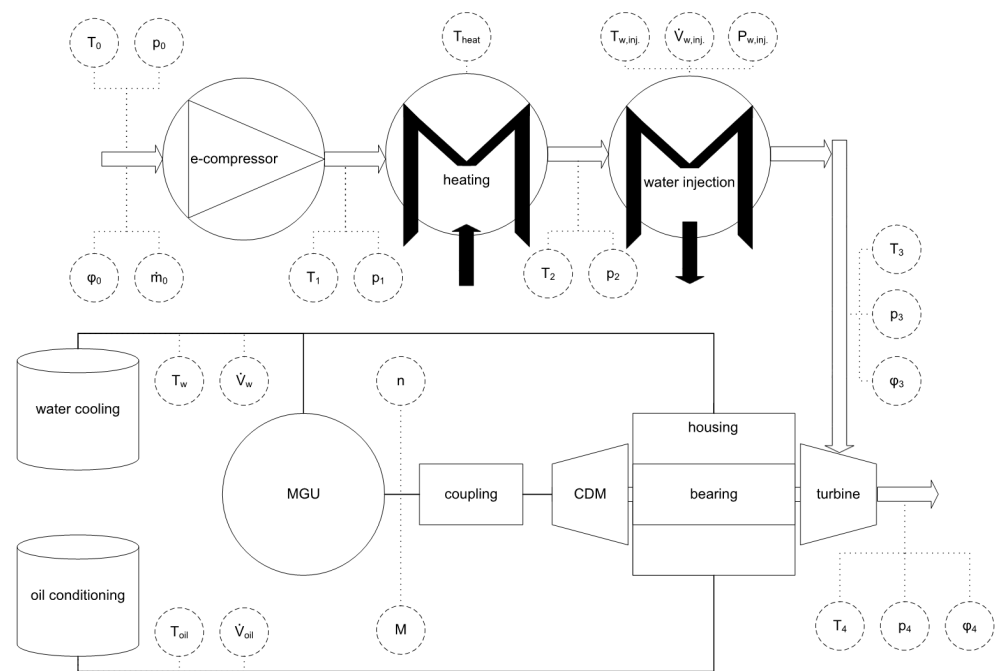 T0
p0
Theat
Tw,inj.
V̇w,inj.
Pw,inj.
e-compressor
heating
water injection
φ0
ṁ0
T1
p1
T2
p2
T3
p3
φ3
Tw
V̇w
n
water cooling
housing
MGU
coupling
CDM
bearing
turbine
oil conditioning
Toil
V̇oil
M
T4
p4
φ4